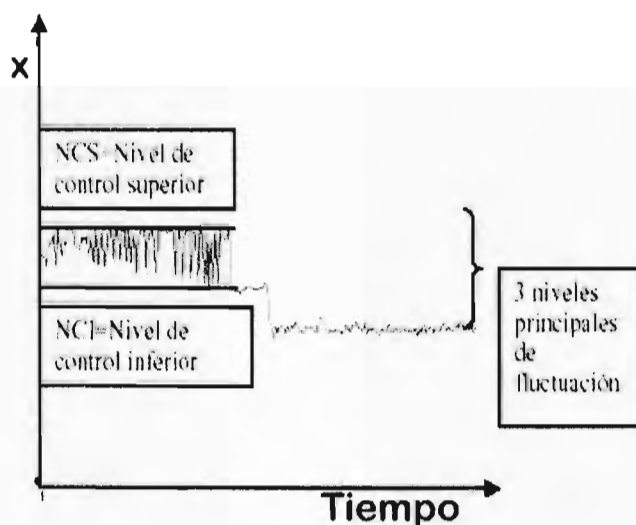 X
NCS=Nivel de
control superior
NCI=Nivel de
control inferior
3 niveles
principales
de
fluctuación
Tiempo